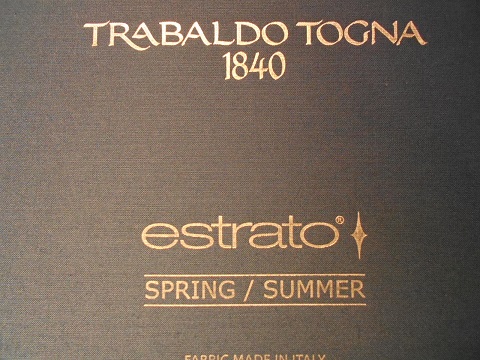 TRABALDO TOGNA
1840
estrato®
SPRING / SUMMER
FABRIC MADE IN ITALY